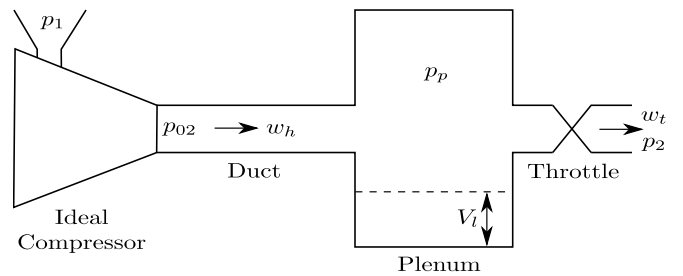 p₁
pₚ
p₀₂
wₕ
wₜ
p₂
Duct
Throttle
Vₗ
Ideal
Compressor
Plenum